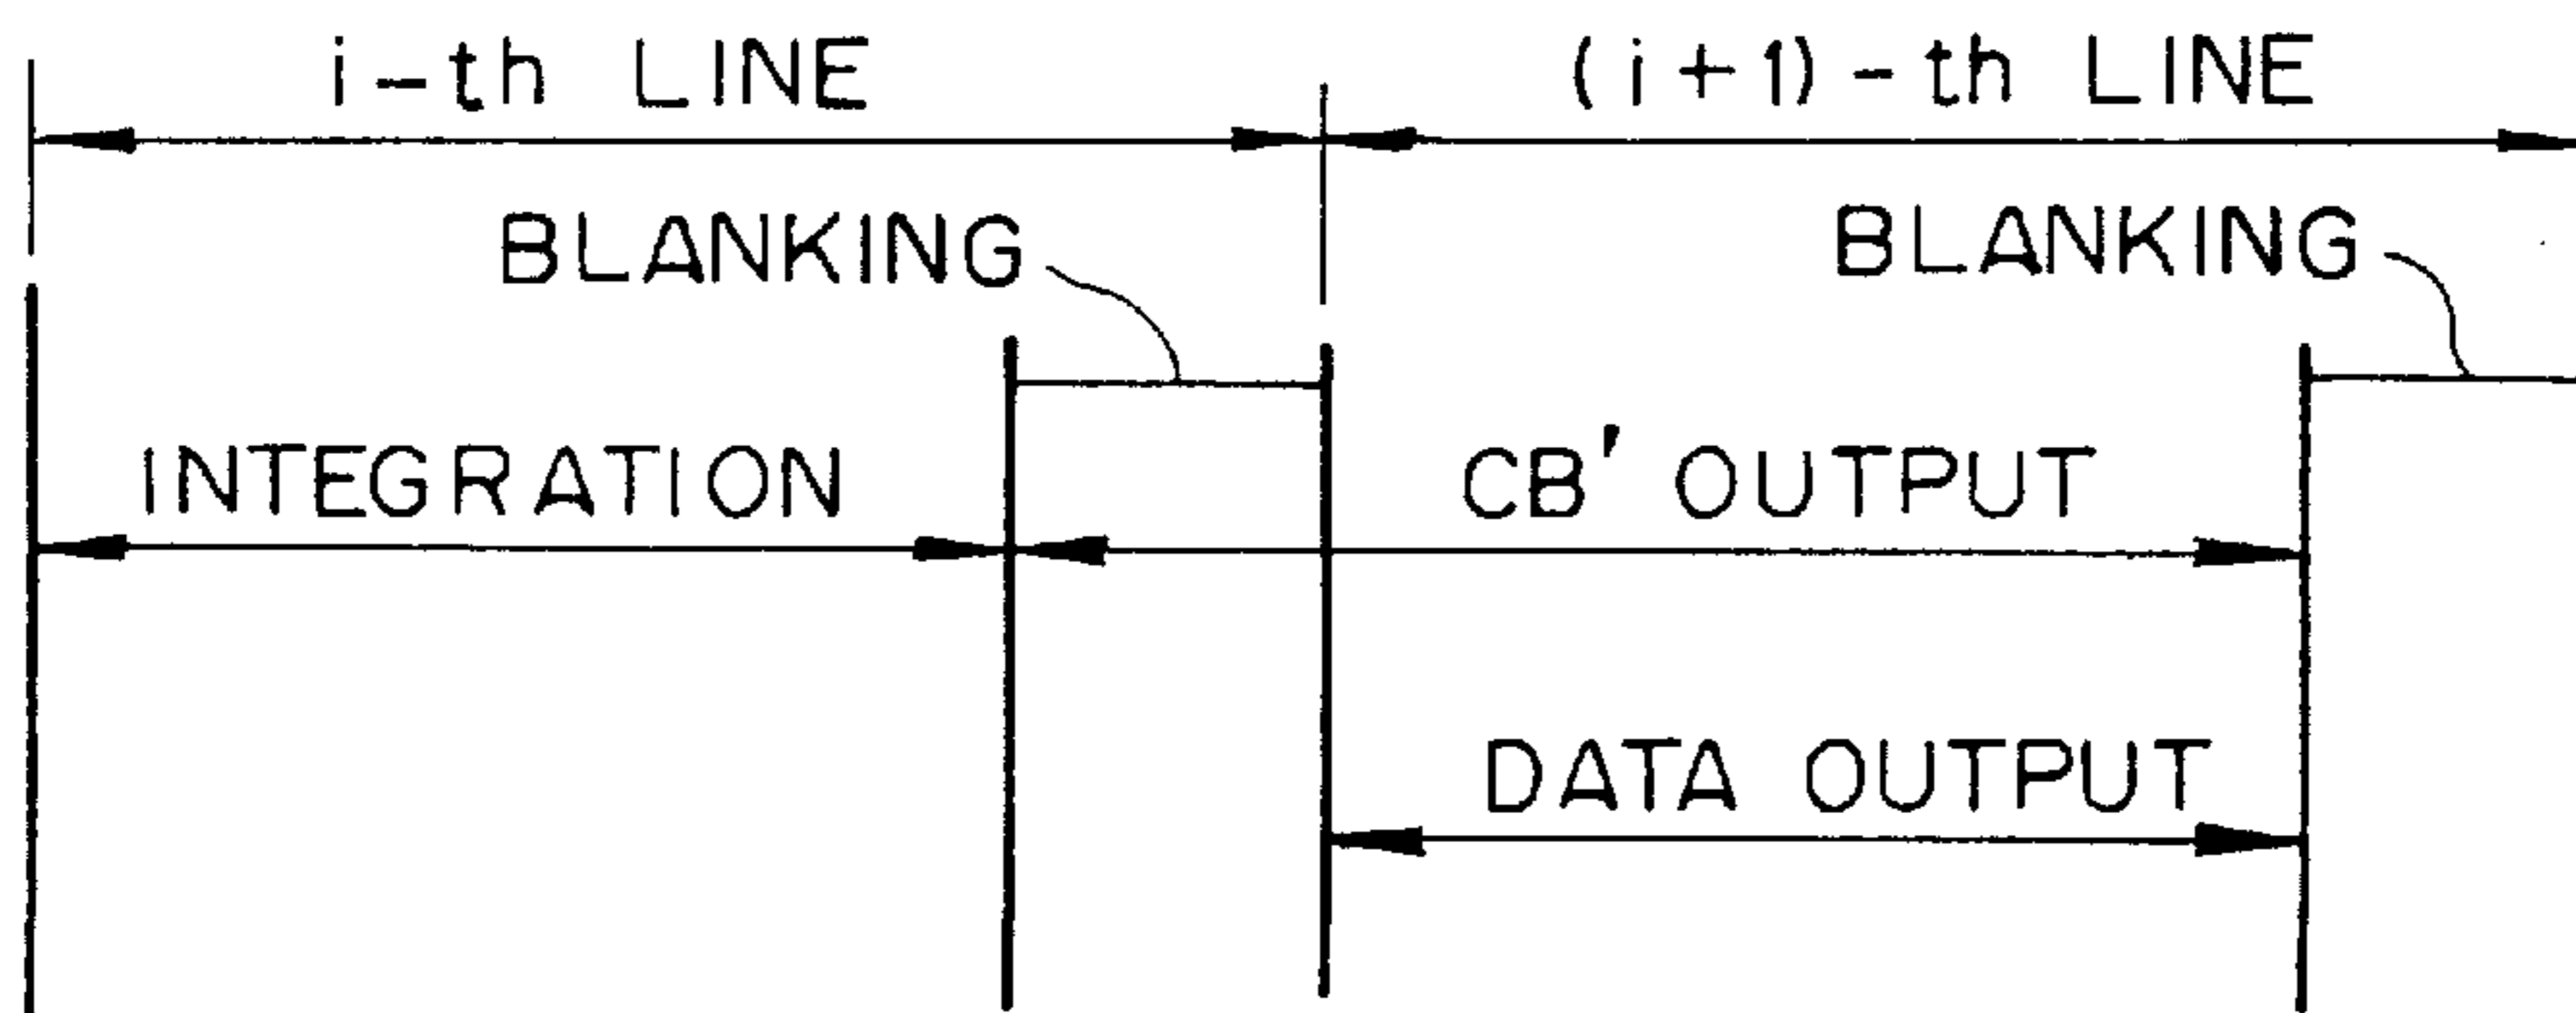 i-th LINE
(i+1)-th LINE
BLANKING
BLANKING
INTEGRATION
CB' OUTPUT
DATA OUTPUT